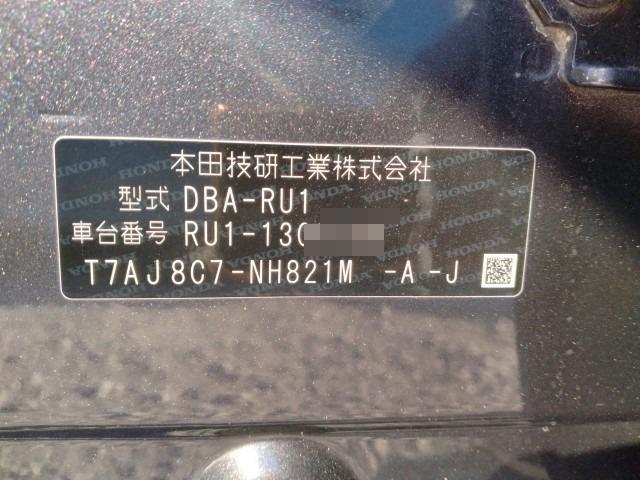 本田技研工業株式会社
型式 DBA-RU1
車台番号 RU1-130
T7AJ8C7-NH821M -A -J